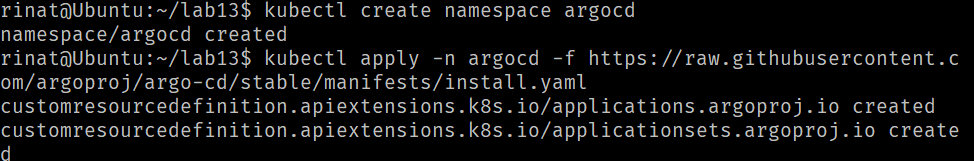 rinat@Ubuntu:~/lab13$ kubectl create namespace argocd
namespace/argocd created
rinat@Ubuntu:~/lab13$ kubectl apply -n argocd -f https://raw.githubusercontent.c
om/argoproj/argo-cd/stable/manifests/install.yaml
customresourcedefinition.apiextensions.k8s.io/applications.argoproj.io created
customresourcedefinition.apiextensions.k8s.io/applicationsets.argoproj.io create
d